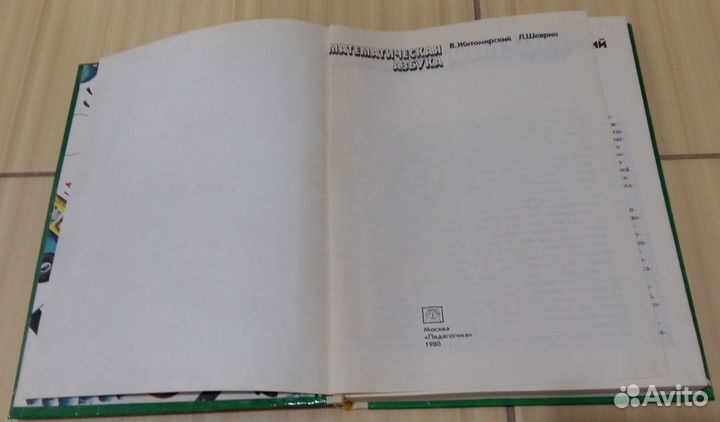 МАТЕМАТИЧЕСКАЯ
АЗБУКА
В. Житомирский Л. Шеврин
Москва
«Педагогика»
1980
Avito